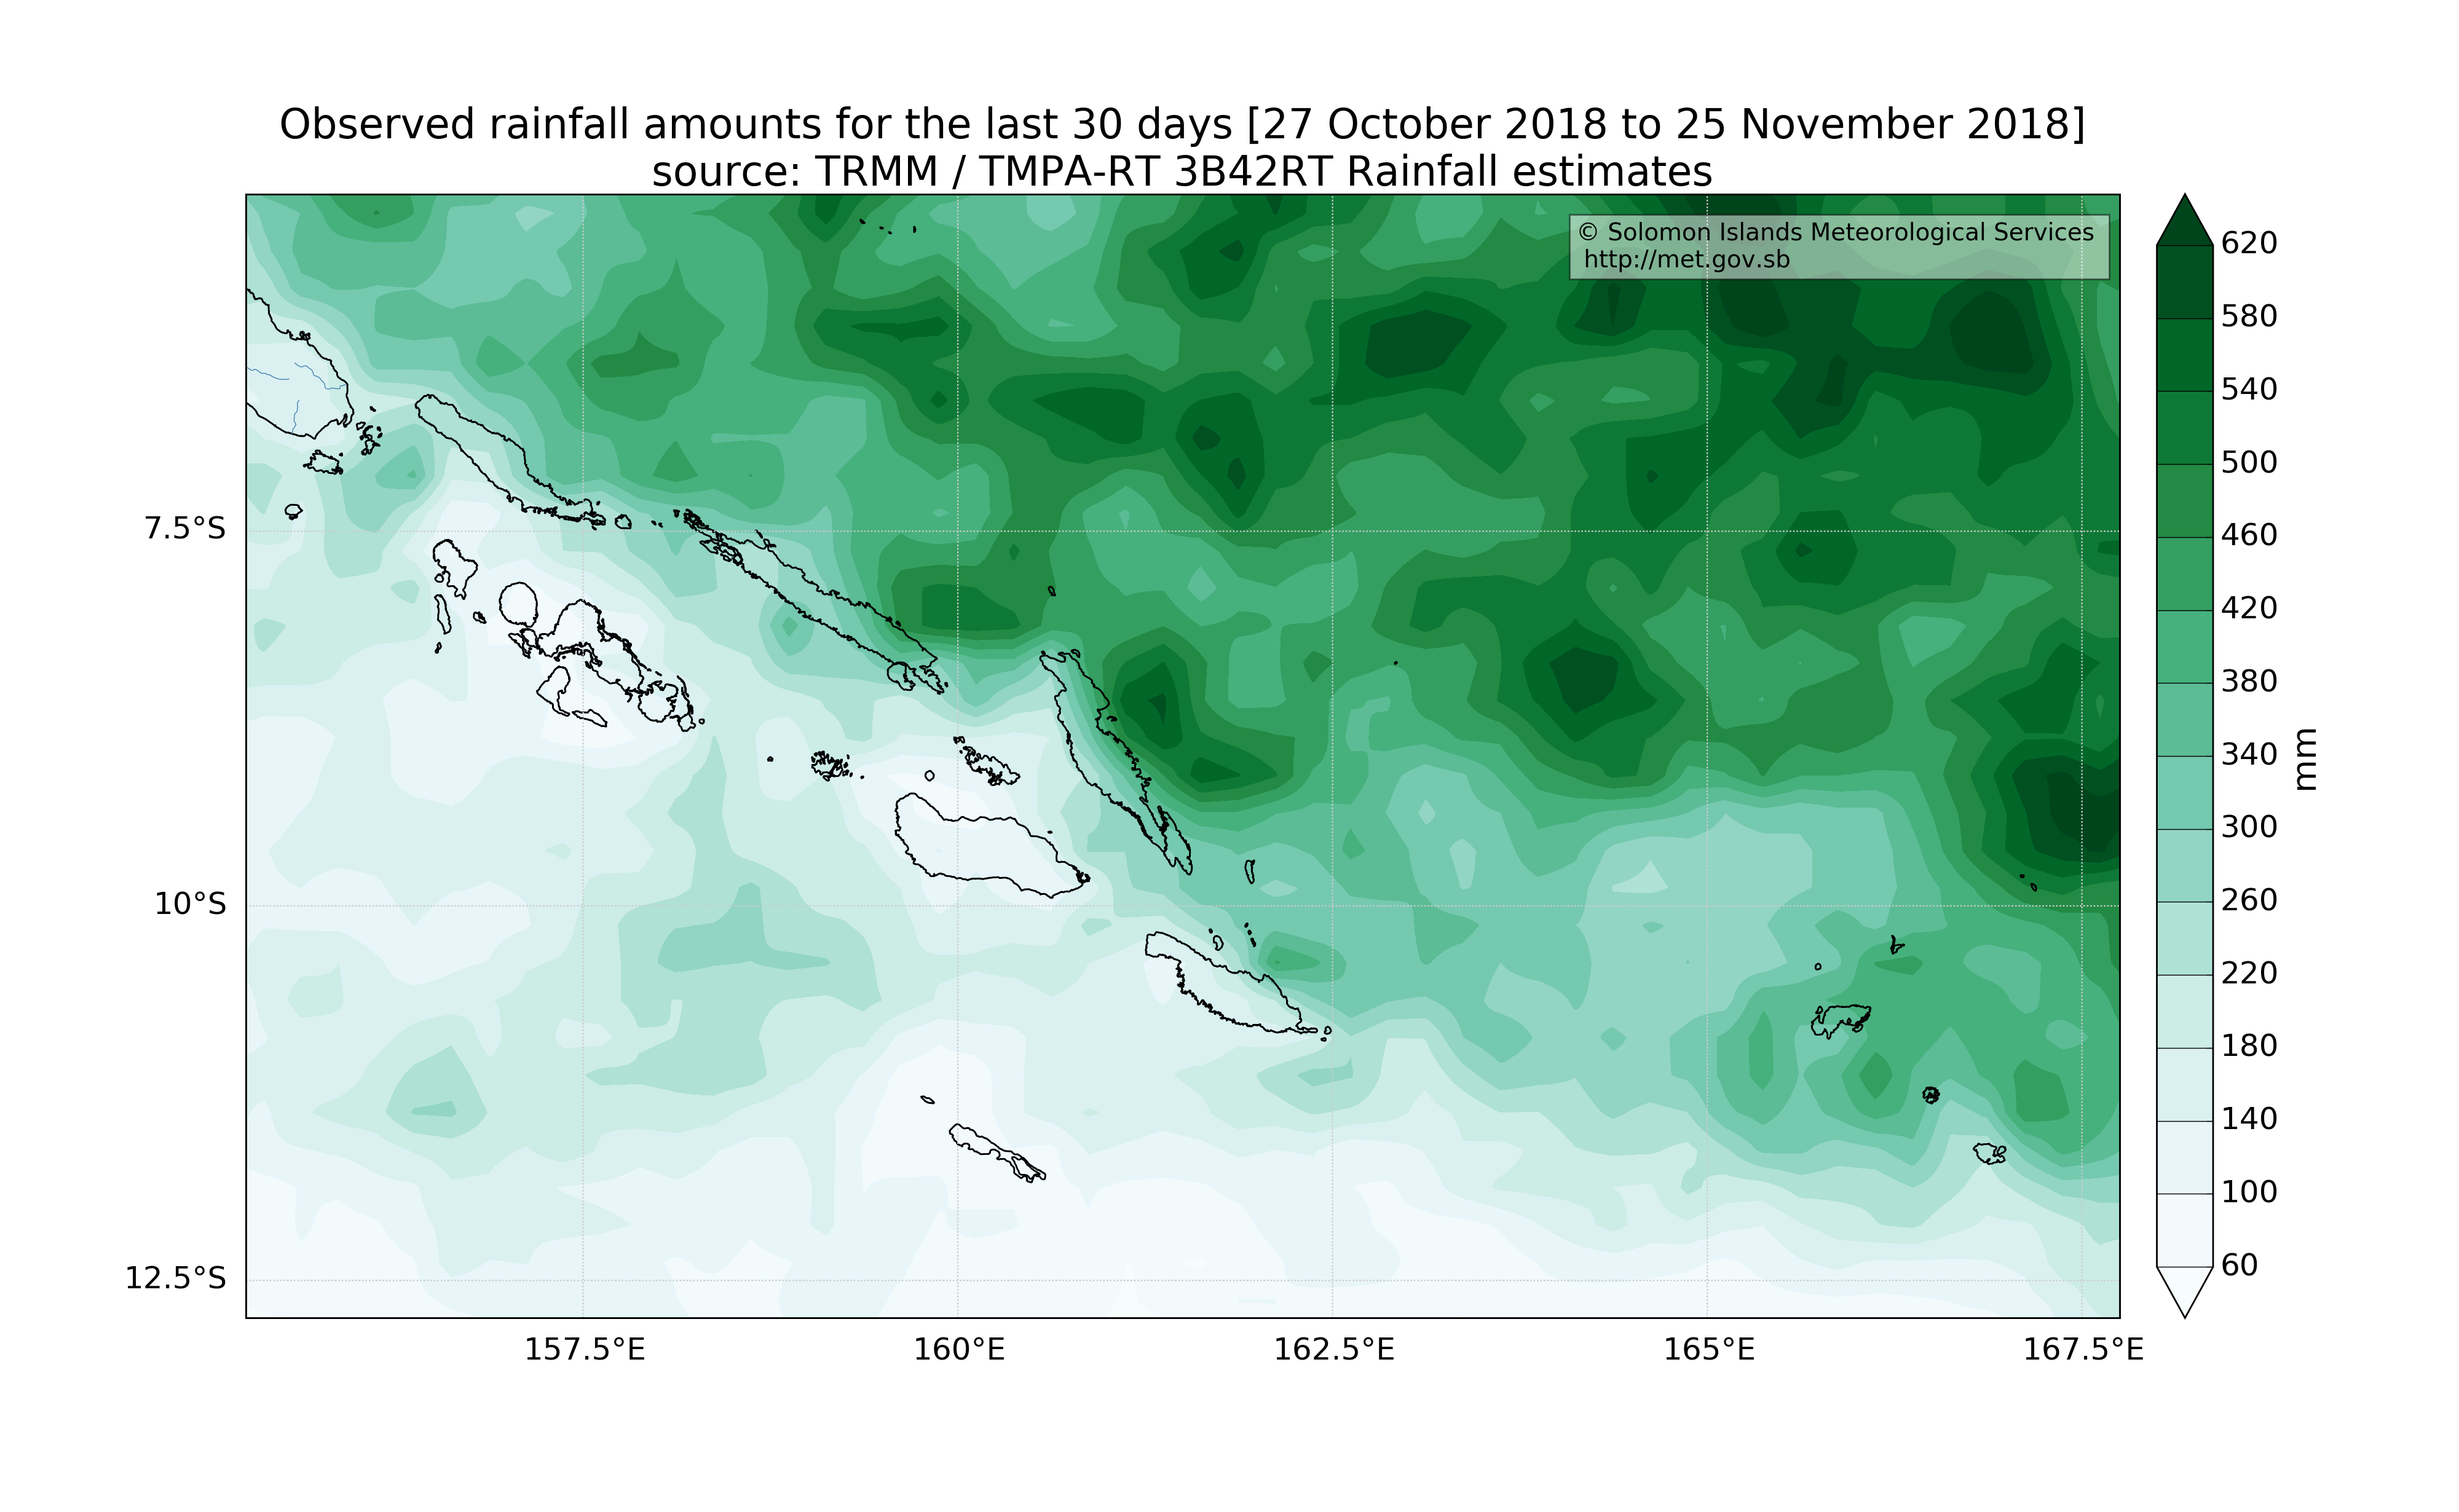 Observed rainfall amounts for the last 30 days [27 October 2018 to 25 November 2018]
source: TRMM / TMPA-RT 3B42RT Rainfall estimates
© Solomon Islands Meteorological Services
http://met.gov.sb
7.5°S
10°S
12.5°S
157.5°E
160°E
162.5°E
165°E
167.5°E
620
580
540
500
460
420
380
340
300
260
220
180
140
100
60
mm